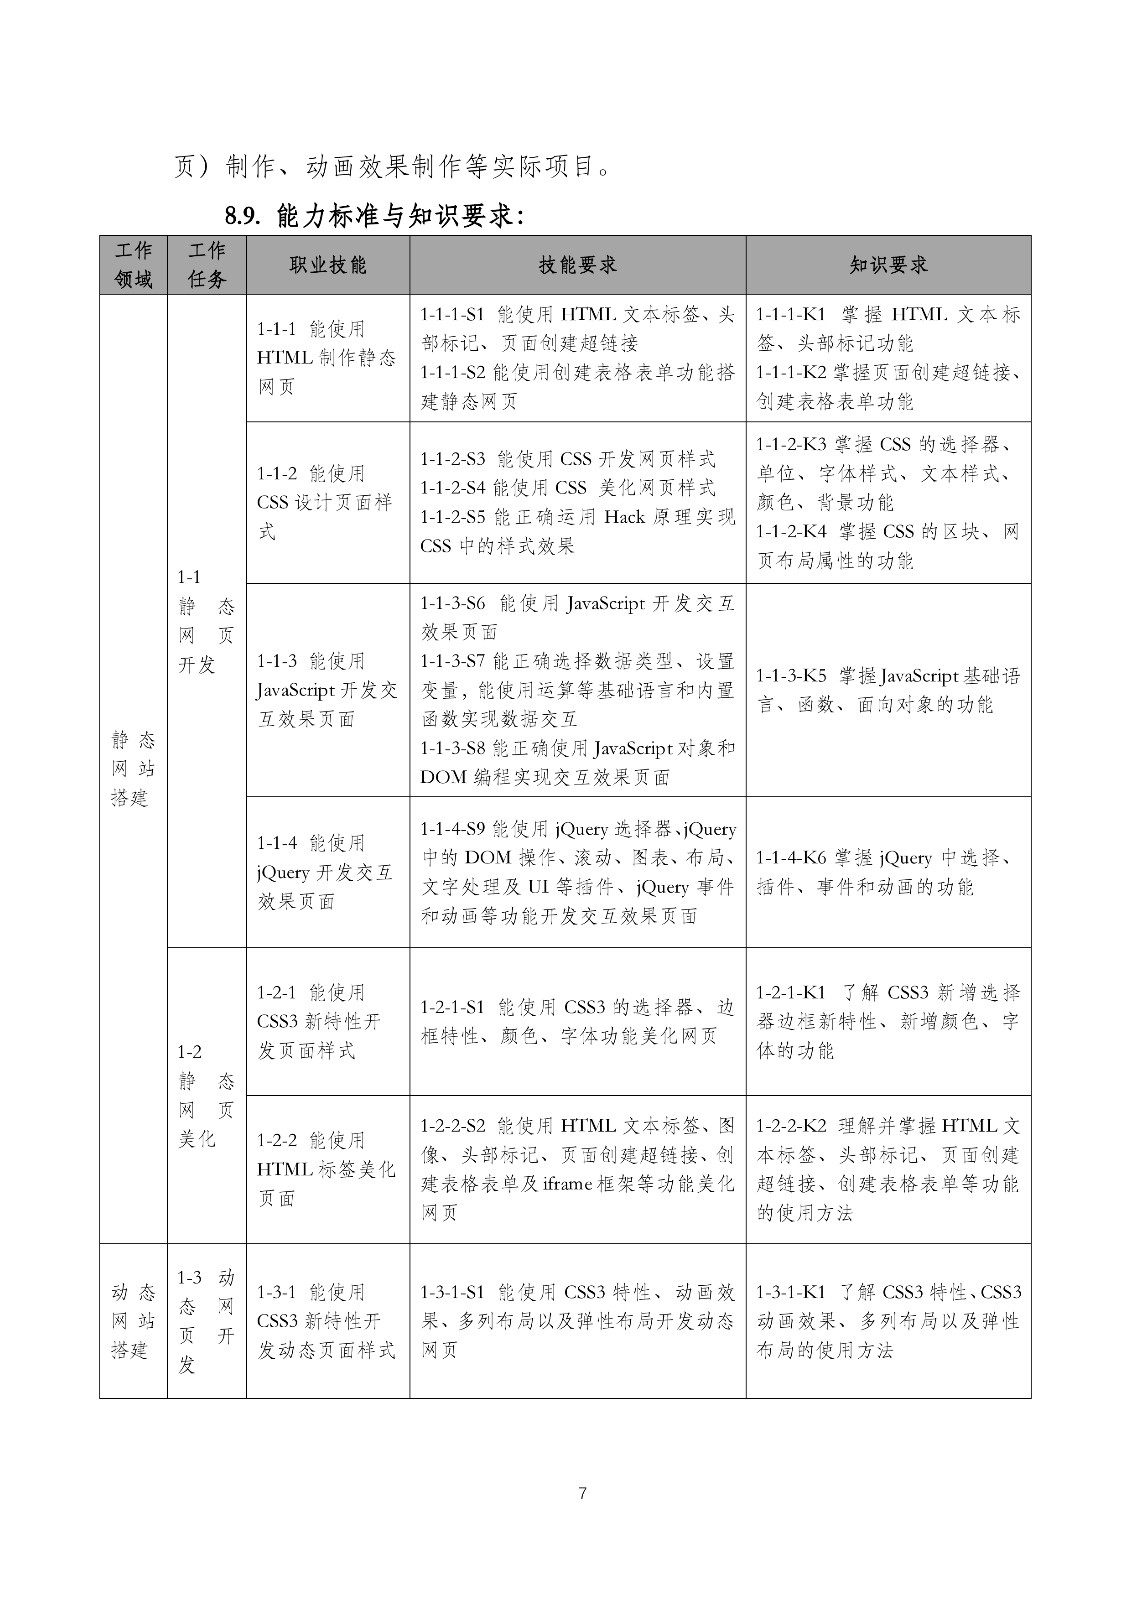 页）制作、动画效果制作等实际项目。
8.9. 能力标准与知识要求：
工作
领域
工作
任务
职业技能
技能要求
知识要求
静态
网站
搭建
1-1
静态
网页
开发
1-1-1 能使用
HTML 制作静态
网页
1-1-1-S1 能使用 HTML 文本标签、头
部标记、页面创建超链接
1-1-1-S2 能使用创建表格表单功能搭
建静态网页
1-1-1-K1 掌握 HTML 文本标
签、头部标记功能
1-1-1-K2 掌握页面创建超链接、
创建表格表单功能
1-1-2 能使用
CSS 设计页面样
式
1-1-2-S3 能使用 CSS 开发网页样式
1-1-2-S4 能使用 CSS 美化网页样式
1-1-2-S5 能正确运用 Hack 原理实现
CSS 中的样式效果
1-1-2-K3 掌握 CSS 的选择器、
单位、字体样式、文本样式、
颜色、背景功能
1-1-2-K4 掌握 CSS 的区块、网
页布局属性的功能
1-1-3 能使用
JavaScript 开发交
互效果页面
1-1-3-S6 能使用 JavaScript 开发交互
效果页面
1-1-3-S7 能正确选择数据类型、设置
变量，能使用运算等基础语言和内置
函数实现数据交互
1-1-3-S8 能正确使用 JavaScript 对象和
DOM 编程实现交互效果页面
1-1-3-K5 掌握 JavaScript 基础语
言、函数、面向对象的功能
1-1-4 能使用
jQuery 开发交互
效果页面
1-1-4-S9 能使用 jQuery 选择器、jQuery
中的 DOM 操作、滚动、图表、布局、
文字处理及 UI 等插件、jQuery 事件
和动画等功能开发交互效果页面
1-1-4-K6 掌握 jQuery 中选择、
插件、事件和动画的功能
1-2
静态
网页
美化
1-2-1 能使用
CSS3 新特性开
发页面样式
1-2-1-S1 能使用 CSS3 的选择器、边
框特性、颜色、字体功能美化网页
1-2-1-K1 了解 CSS3 新增选择
器边框新特性、新增颜色、字
体的功能
1-2-2 能使用
HTML 标签美化
页面
1-2-2-S2 能使用 HTML 文本标签、图
像、头部标记、页面创建超链接、创
建表格表单及 iframe 框架等功能美化
网页
1-2-2-K2 理解并掌握 HTML 文
本标签、头部标记、页面创建
超链接、创建表格表单等功能
的使用方法
动态
网站
搭建
1-3 动
态网
页开
发
1-3-1 能使用
CSS3 新特性开
发动态页面样式
1-3-1-S1 能使用 CSS3 特性、动画效
果、多列布局以及弹性布局开发动态
网页
1-3-1-K1 了解 CSS3 特性、CSS3
动画效果、多列布局以及弹性
布局的使用方法
7